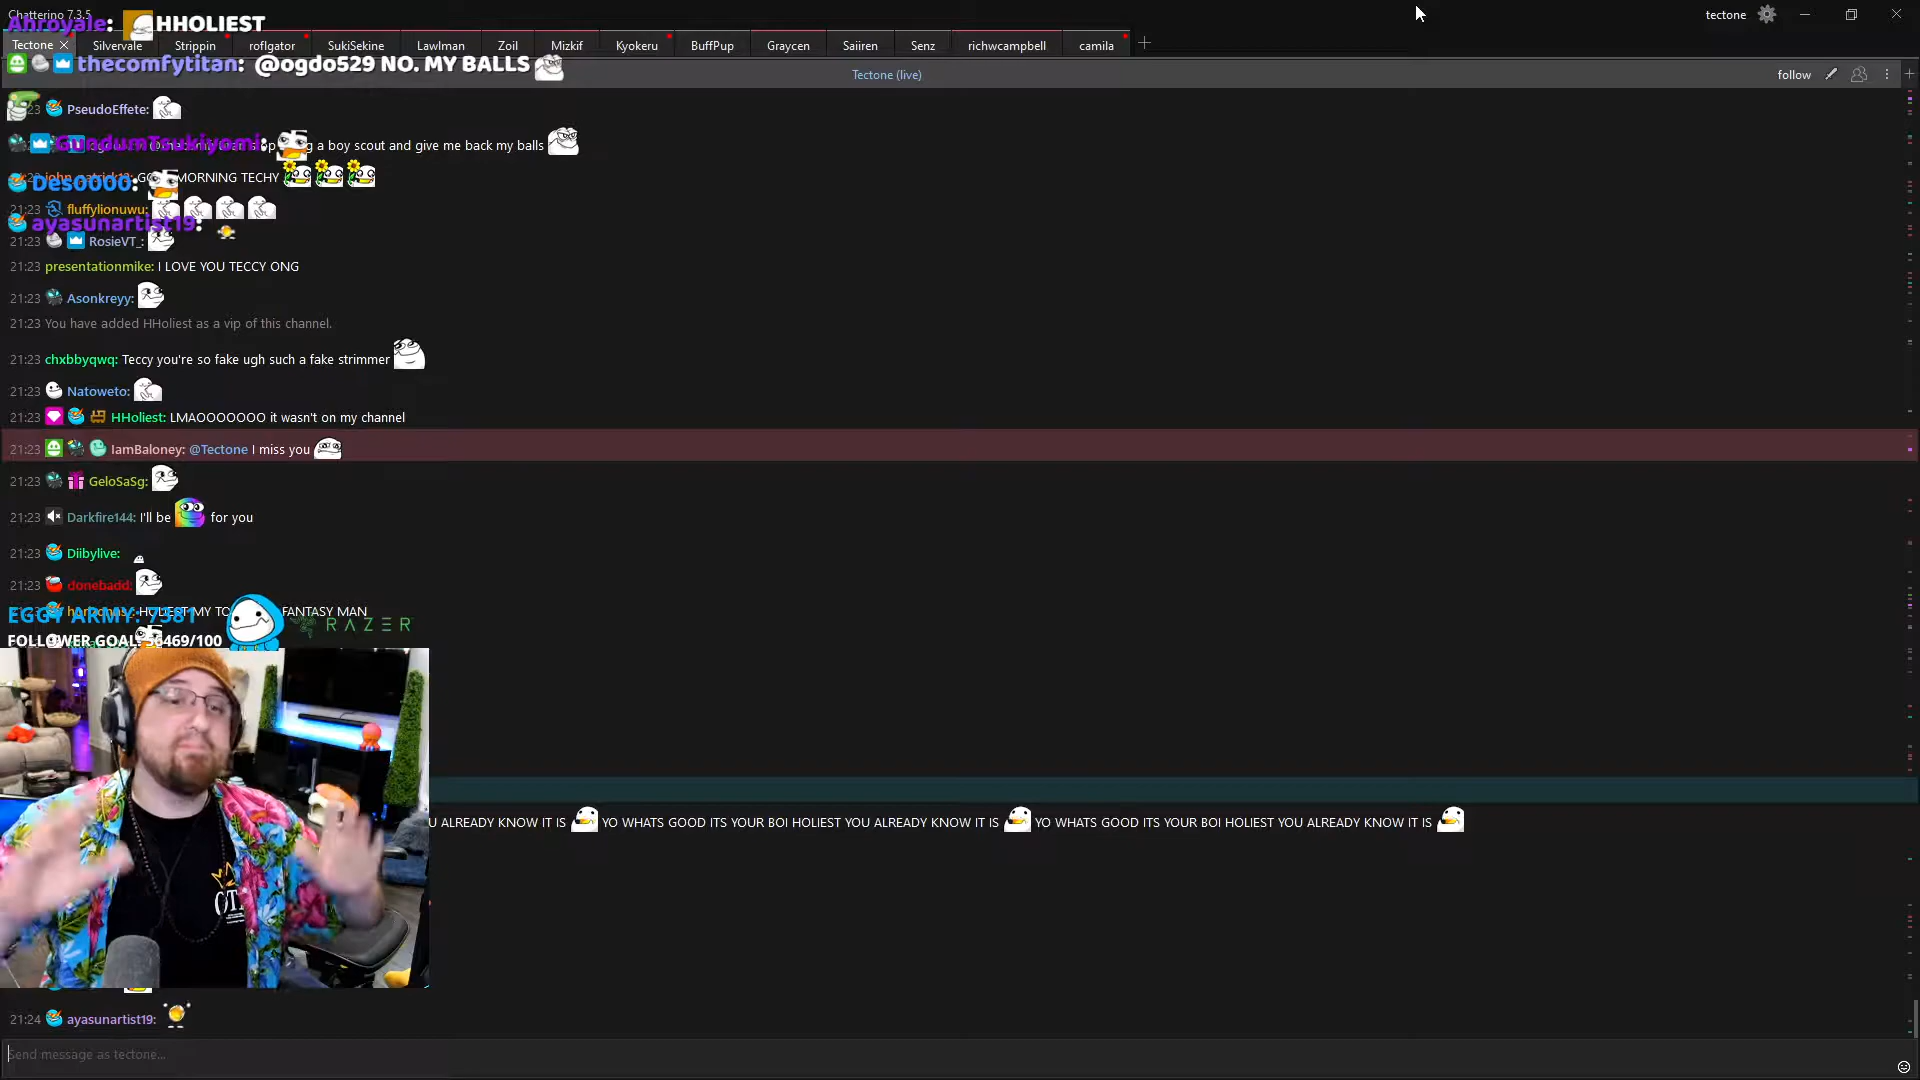 Chatterino 7.3.5
Ahroyale: HHOLIEST
tectone
Tectone
Silvervale
Strippin
roflgator
SukiSekine
Lawlman
Zoil
Mizkif
Kyokeru
BuffPup
Graycen
Saiiren
Senz
richwcampbell
camila
thecomfytitan: @ogdo529 NO. MY BALLS
Tectone (live)
follow
PseudoEffete:
GundumTsukiyomi:
g a boy scout and give me back my balls
MORNING TECHY
Des0000:
21:23 fluffylionuwu:
ayasunartist19:
21:23 RosieVT_:
21:23 presentationmike: I LOVE YOU TECCY ONG
21:23 Asonkreyy:
21:23 You have added HHoliest as a vip of this channel.
21:23 chxbbyqwq: Teccy you're so fake ugh such a fake strimmer
21:23 Natoweto:
21:23 HHoliest: LMAOOOOOOO it wasn't on my channel
21:23 IamBaloney: @Tectone I miss you
21:23 GeloSaSg:
21:23 Darkfire144: I'll be for you
21:23 Diibylive:
21:23 donebadd:
FANTASY MAN
EGGY ARMY: 7381
RAZER
FOLLOWER GOAL: 36469/100
U ALREADY KNOW IT IS YO WHATS GOOD ITS YOUR BOI HOLIEST YOU ALREADY KNOW IT IS YO WHATS GOOD ITS YOUR BOI HOLIEST YOU ALREADY KNOW IT IS
21:24 ayasunartist19:
Send message as tectone...